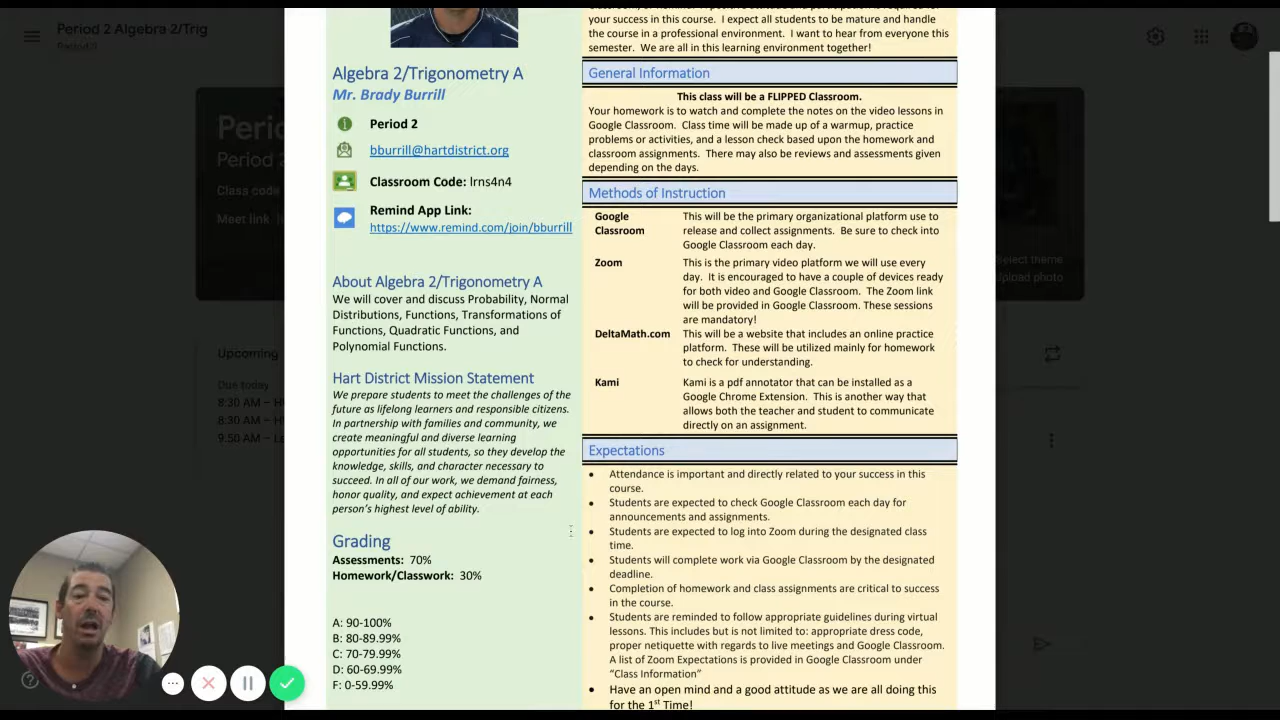 Period 2 Algebra 2/Trig
Period 2
Algebra 2/Trigonometry A
Mr. Brady Burrill
Period 2
bburrill@hartdistrict.org
Classroom Code: lrns4n4
Remind App Link:
https://www.remind.com/join/bburrill
About Algebra 2/Trigonometry A
We will cover and discuss Probability, Normal
Distributions, Functions, Transformations of
Functions, Quadratic Functions, and
Polynomial Functions.
Hart District Mission Statement
We prepare students to meet the challenges of the
future as lifelong learners and responsible citizens.
In partnership with families and community, we
create meaningful and diverse learning
opportunities for all students, so they develop the
knowledge, skills, and character necessary to
succeed. In all of our work, we demand fairness,
honor quality, and expect achievement at each
person's highest level of ability.
Grading
Assessments: 70%
Homework/Classwork: 30%
A: 90-100%
B: 80-89.99%
C: 70-79.99%
D: 60-69.99%
F: 0-59.99%
your success in this course. I expect all students to be mature and handle
the course in a professional environment. I want to hear from everyone this
semester. We are all in this learning environment together!
General Information
This class will be a FLIPPED Classroom.
Your homework is to watch and complete the notes on the video lessons in
Google Classroom. Class time will be made up of a warmup, practice
problems or activities, and a lesson check based upon the homework and
classroom assignments. There may also be reviews and assessments given
depending on the days.
Methods of Instruction
Google
Classroom
This will be the primary organizational platform use to
release and collect assignments. Be sure to check into
Google Classroom each day.
Zoom
This is the primary video platform we will use every
day. It is encouraged to have a couple of devices ready
for both video and Google Classroom. The Zoom link
will be provided in Google Classroom. These sessions
are mandatory!
DeltaMath.com
This will be a website that includes an online practice
platform. These will be utilized mainly for homework
to check for understanding.
Kami
Kami is a pdf annotator that can be installed as a
Google Chrome Extension. This is another way that
allows both the teacher and student to communicate
directly on an assignment.
Expectations
Attendance is important and directly related to your success in this
course.
Students are expected to check Google Classroom each day for
announcements and assignments.
Students are expected to log into Zoom during the designated class
time.
Students will complete work via Google Classroom by the designated
deadline.
Completion of homework and class assignments are critical to success
in the course.
Students are reminded to follow appropriate guidelines during virtual
lessons. This includes but is not limited to: appropriate dress code,
proper netiquette with regards to live meetings and Google Classroom.
A list of Zoom Expectations is provided in Google Classroom under
"Class Information"
Have an open mind and a good attitude as we are all doing this
for the 1st Time!
Period
Class code
Meet link
Select theme
Upload photo
Upcoming
Due today
8:30 AM –
8:30 AM –
9:50 AM –